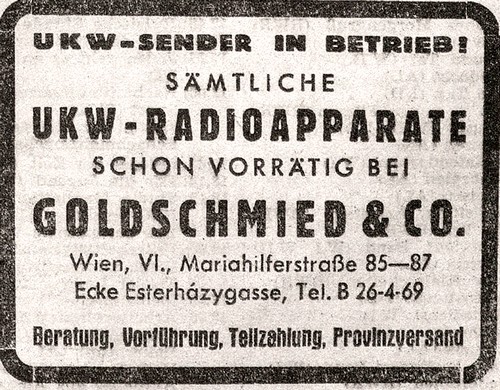 UKW-SENDER IN BETRIEB!
SÄMTLICHE
UKW-RADIOAPPARATE
SCHON VORRÄTIG BEI
GOLDSCHMIED & CO.
Wien, VI., Mariahilferstraße 85—87
Ecke Esterházygasse, Tel. B 26-4-69
Beratung, Vorführung, Teilzahlung, Provinzversand